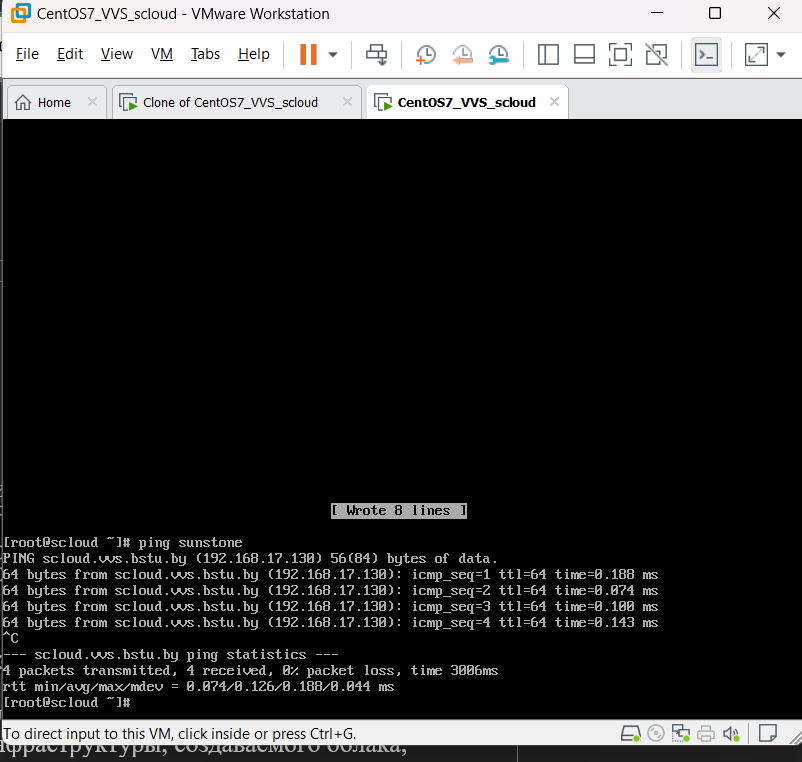 CentOS7_VVS_scloud - VMware Workstation
File Edit View VM Tabs Help
Home Clone of CentOS7_VVS_scloud CentOS7_VVS_scloud
[ Wrote 8 lines ]
[root@scloud ~]# ping sunstone
PING scloud.vvs.bstu.by (192.168.17.130) 56(84) bytes of data.
64 bytes from scloud.vvs.bstu.by (192.168.17.130): icmp_seq=1 ttl=64 time=0.188 ms
64 bytes from scloud.vvs.bstu.by (192.168.17.130): icmp_seq=2 ttl=64 time=0.074 ms
64 bytes from scloud.vvs.bstu.by (192.168.17.130): icmp_seq=3 ttl=64 time=0.100 ms
64 bytes from scloud.vvs.bstu.by (192.168.17.130): icmp_seq=4 ttl=64 time=0.143 ms
^C
--- scloud.vvs.bstu.by ping statistics ---
4 packets transmitted, 4 received, 0% packet loss, time 3006ms
rtt min/avg/max/mdev = 0.074/0.126/0.188/0.044 ms
[root@scloud ~]#
To direct input to this VM, click inside or press Ctrl+G.
создаваемого облака,